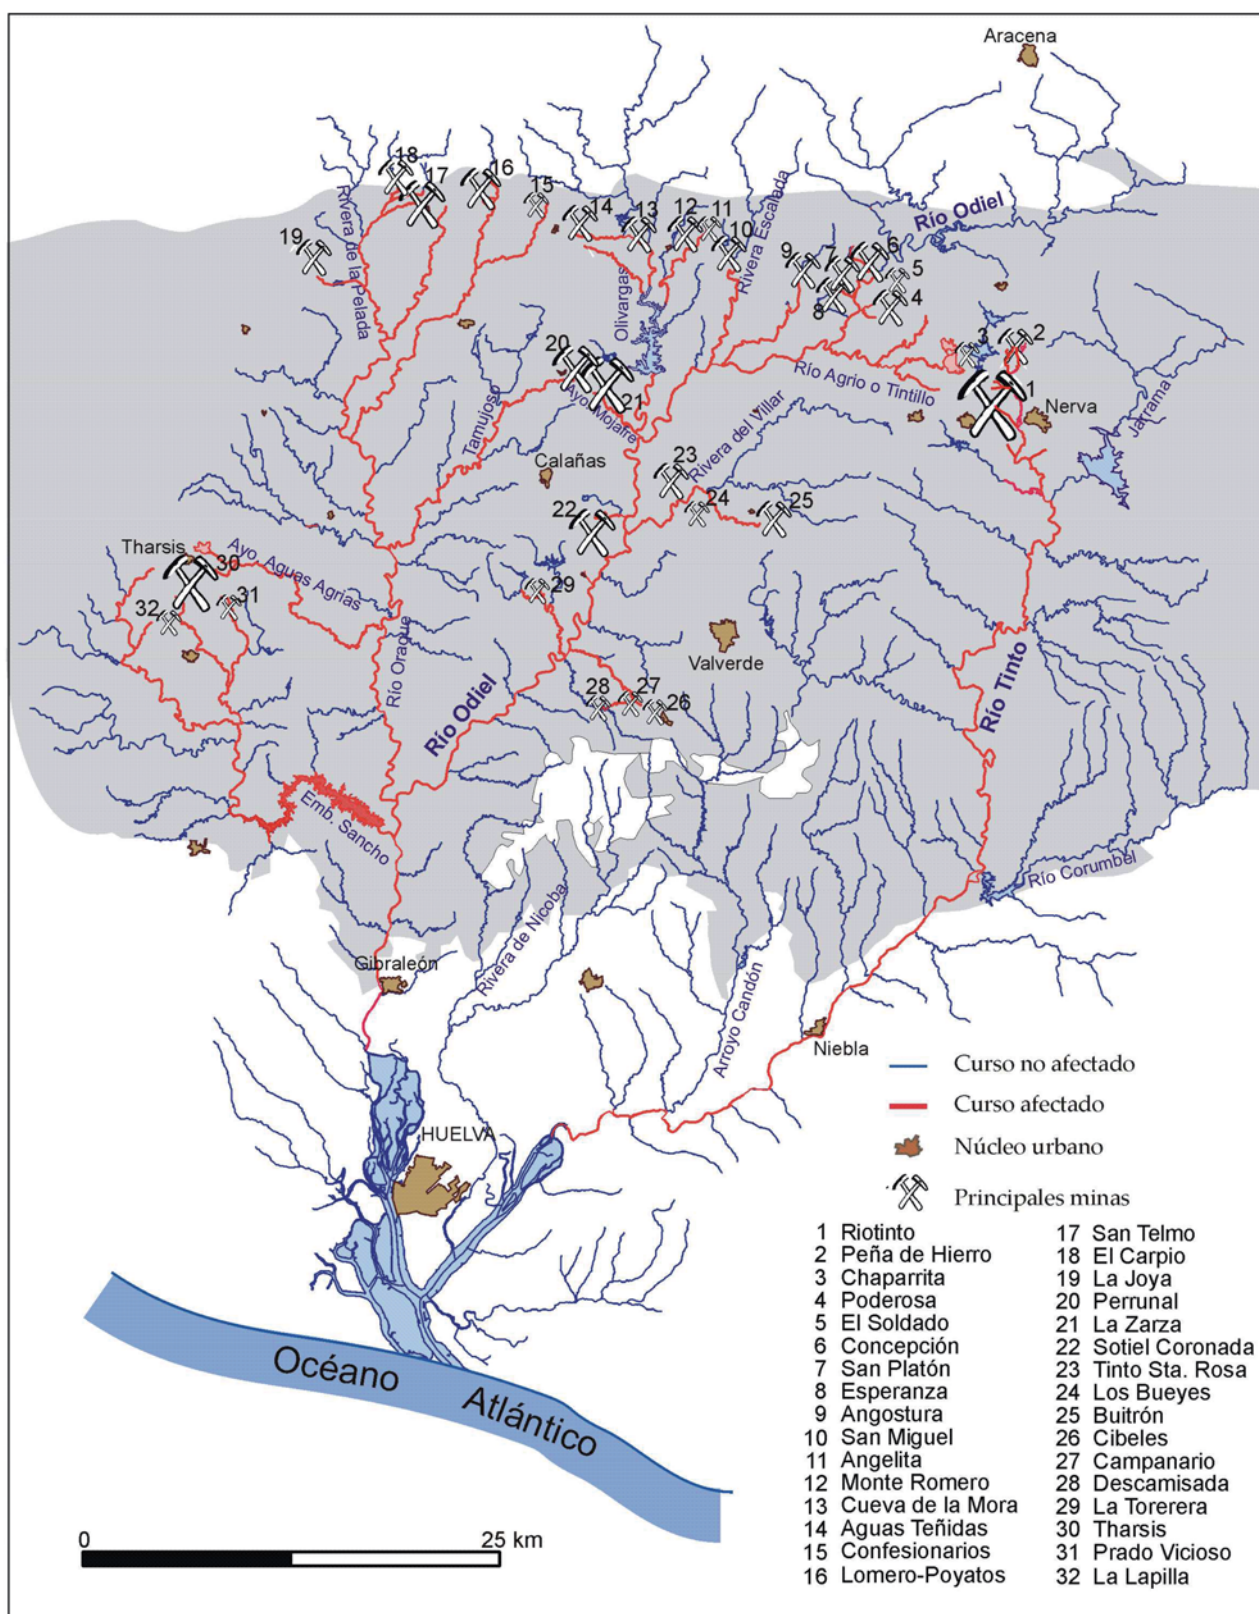 Aracena
18
17
16
15
14
13
12
11
10
Rivera Escalada
Río Odiel
19
Rivera de la Pelada
Olivargas
9
7
6
5
8
4
3
2
20
21
Río Agrio o Tintillo
1
Nerva
Jarrama
Tamujoso
Ayo. Mojafre
Rivera del Villar
Calañas
23
22
24
25
Tharsis
Ayo. Aguas Agrias
30
31
32
29
Río Oraque
Valverde
Río Odiel
Río Tinto
28
27
26
Emb. Sancho
Río Corumbel
Rivera de Nicoba
Gibraleón
Arroyo Candón
Niebla
HUELVA
Océano Atlántico
Curso no afectado
Curso afectado
Núcleo urbano
Principales minas
1 Riotinto
2 Peña de Hierro
3 Chaparrita
4 Poderosa
5 El Soldado
6 Concepción
7 San Platón
8 Esperanza
9 Angostura
10 San Miguel
11 Angelita
12 Monte Romero
13 Cueva de la Mora
14 Aguas Teñidas
15 Confesionarios
16 Lomero-Poyatos
17 San Telmo
18 El Carpio
19 La Joya
20 Perrunal
21 La Zarza
22 Sotiel Coronada
23 Tinto Sta. Rosa
24 Los Bueyes
25 Buitrón
26 Cibeles
27 Campanario
28 Descamisada
29 La Torerera
30 Tharsis
31 Prado Vicioso
32 La Lapilla
0 25 km